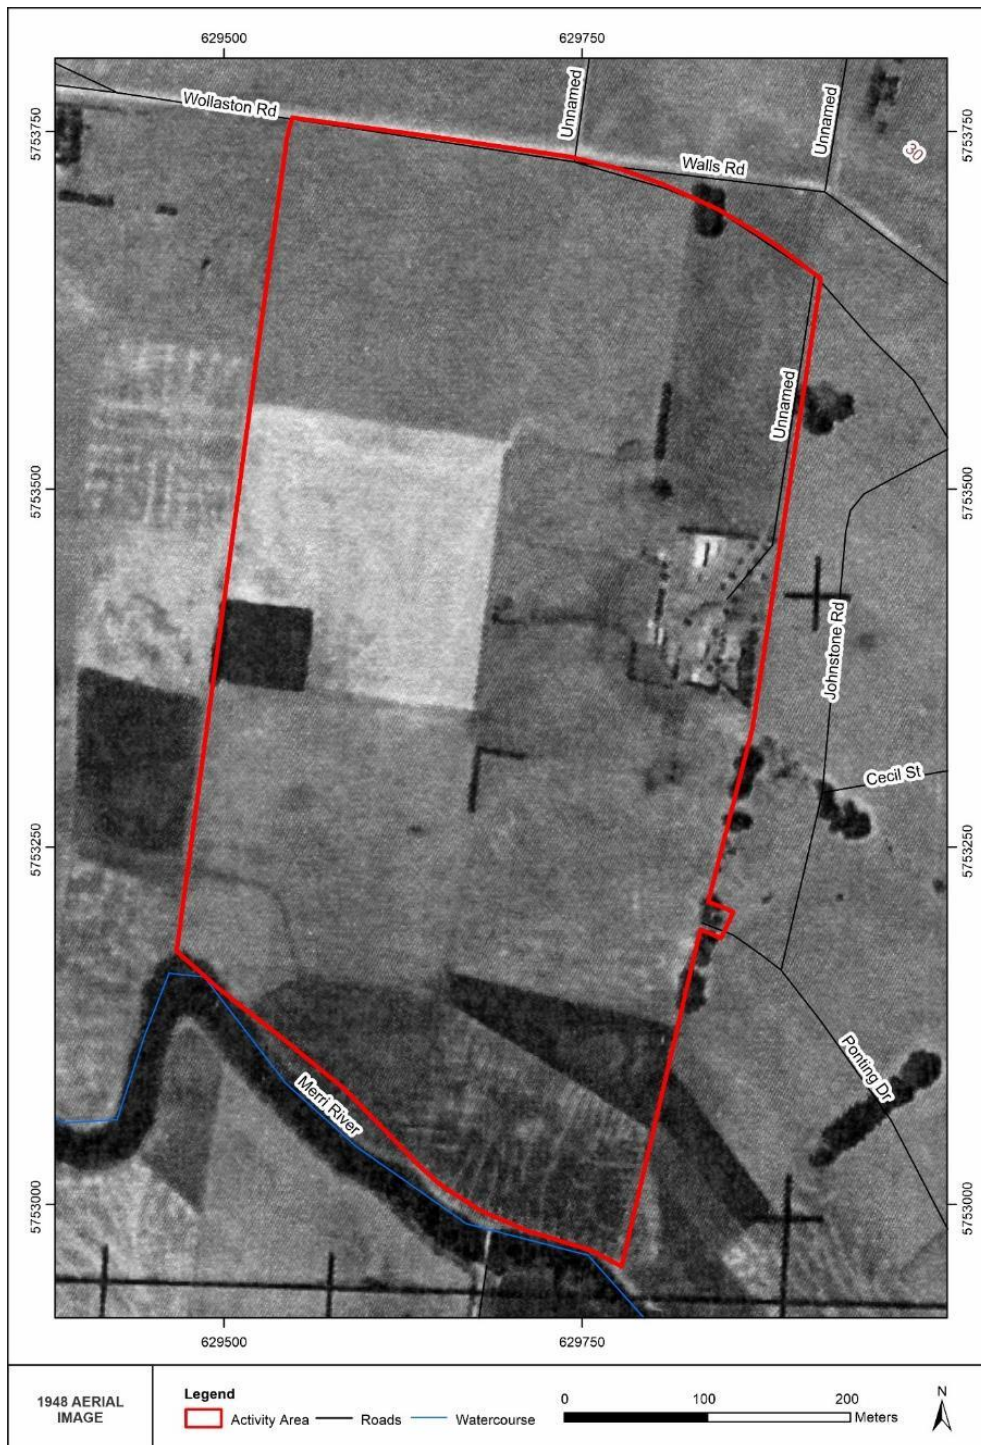 629500
629750
Wollaston Rd
Unnamed
Unnamed
5753750
5753750
Walls Rd
30
Unnamed
5753500
5753500
Johnstone Rd
Cecil St
5753250
5753250
Ponting Dr
Merri River
5753000
5753000
629500
629750
1948 AERIAL
IMAGE
Legend
Activity Area
Roads
Watercourse
0
100
200
Meters
N